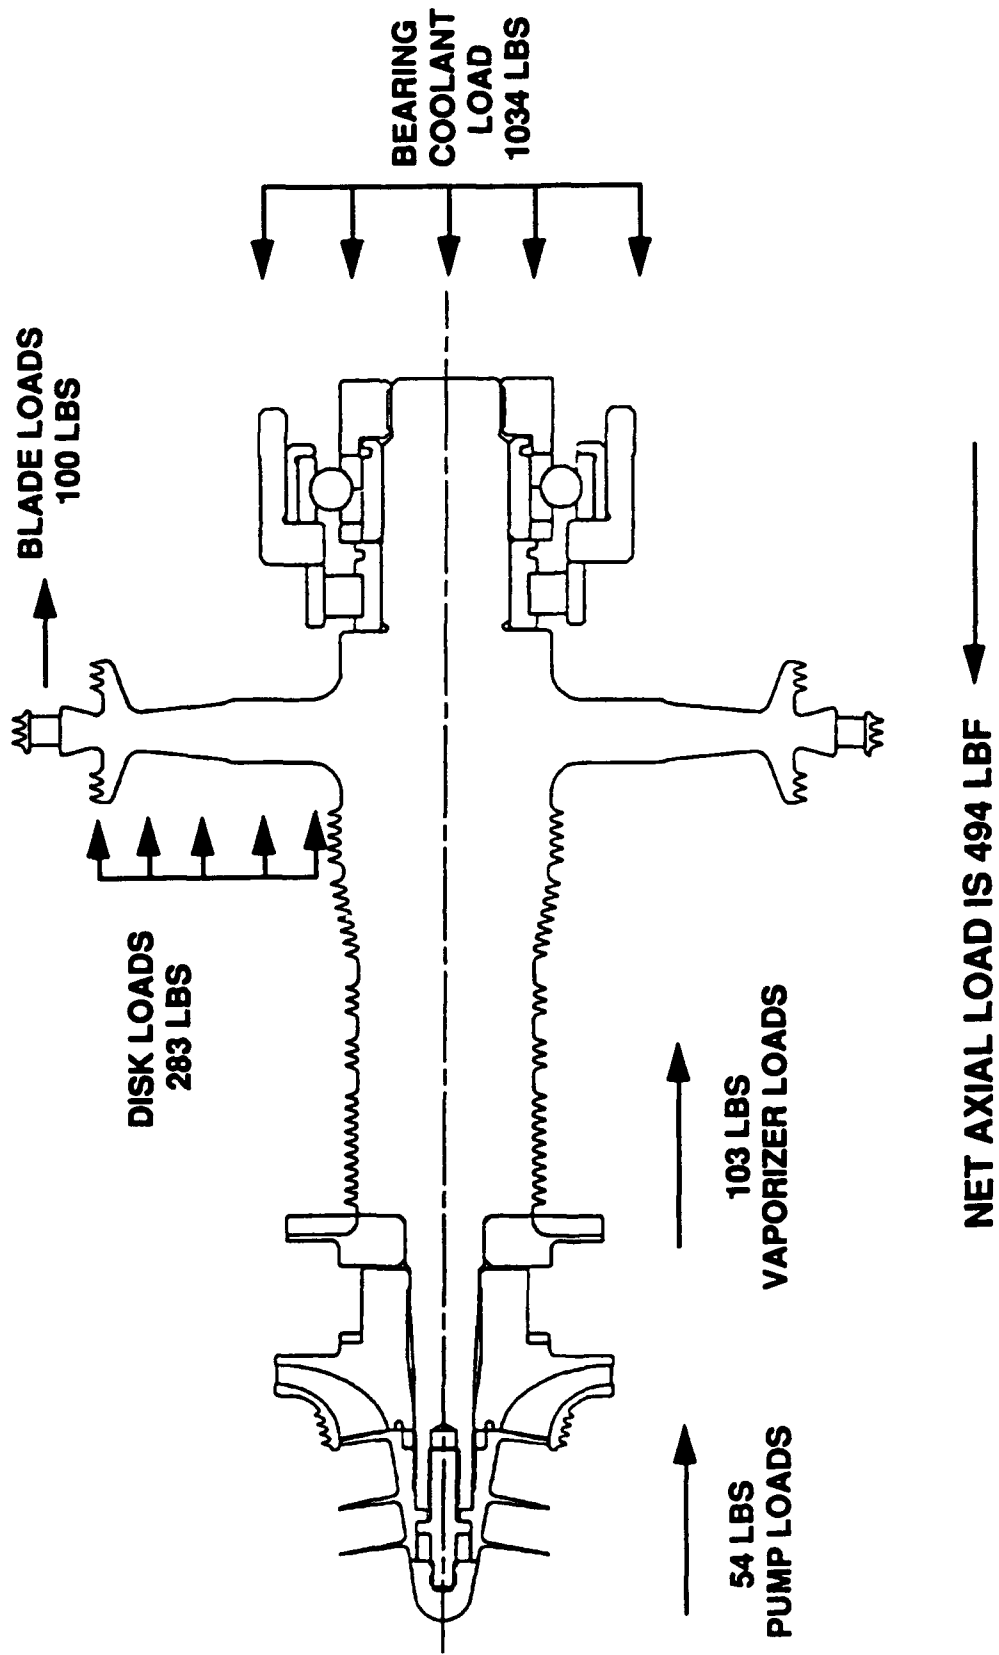 BLADE LOADS
100 LBS
BEARING
COOLANT
LOAD
1034 LBS
DISK LOADS
283 LBS
103 LBS
VAPORIZER LOADS
54 LBS
PUMP LOADS
NET AXIAL LOAD IS 494 LBF